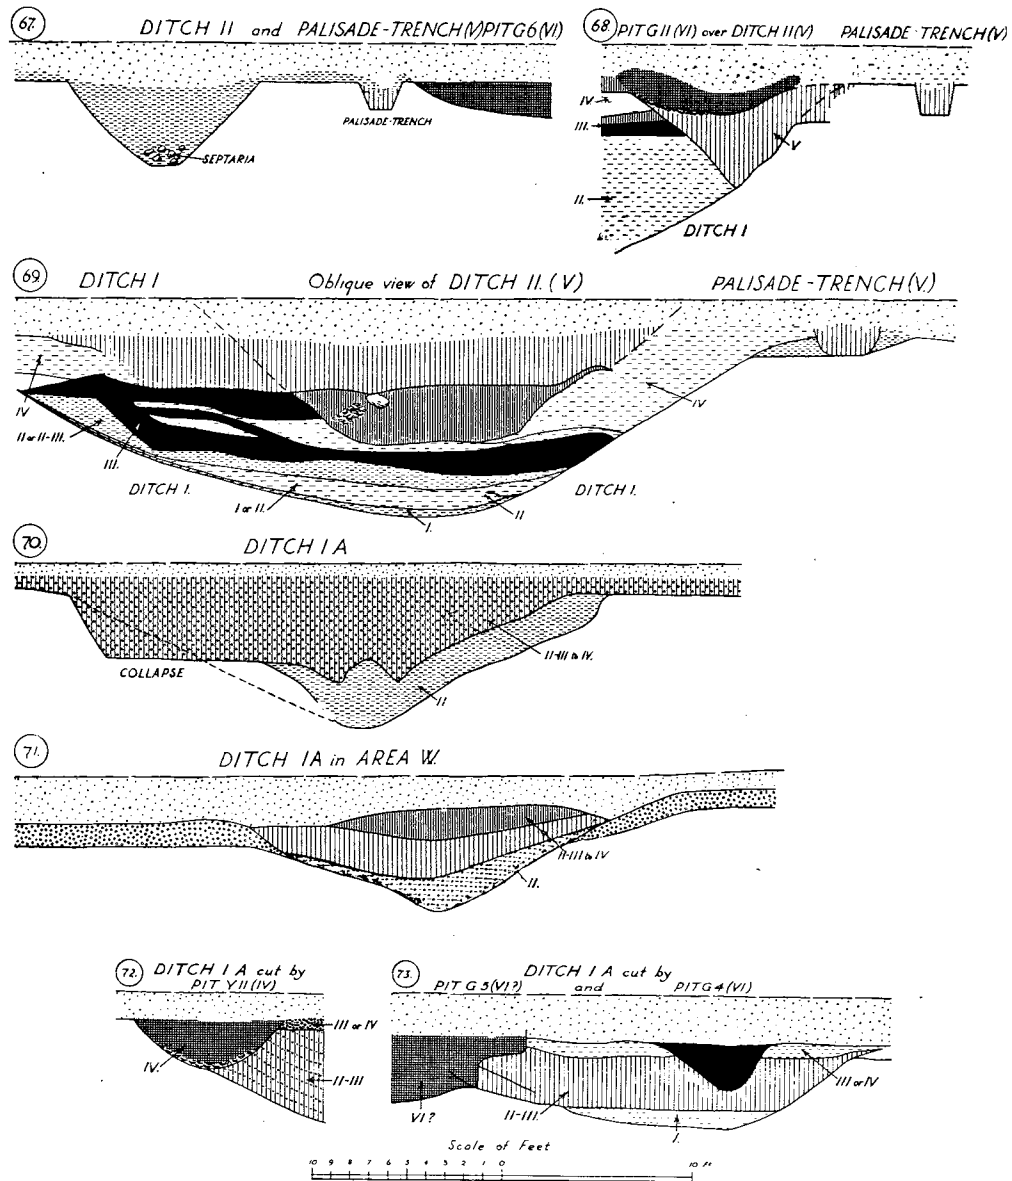 67. DITCH II and PALISADE-TRENCH(V) PIT G6 (VI)
PALISADE-TRENCH
SEPTARIA
68. PIT G II (VI) over DITCH II (V) PALISADE-TRENCH (V)
IV
III.
II.
V
DITCH I
69. DITCH I Oblique view of DITCH II. (V) PALISADE-TRENCH (V.)
IV
II or II-III.
III.
DITCH I.
I or II.
I.
II
DITCH I.
IV
70. DITCH I A
COLLAPSE
II-III to IV.
II
71. DITCH IA in AREA W.
II-III to IV
II.
72. DITCH I A cut by
PIT Y II (IV)
III or IV
IV.
II-III
73. DITCH I A cut by
PIT G 5 (VI?) and PIT G 4 (VI)
VI?
II-III.
I.
III or IV
Scale of Feet
10 9 8 7 6 5 4 3 2 1 0 10 Ft